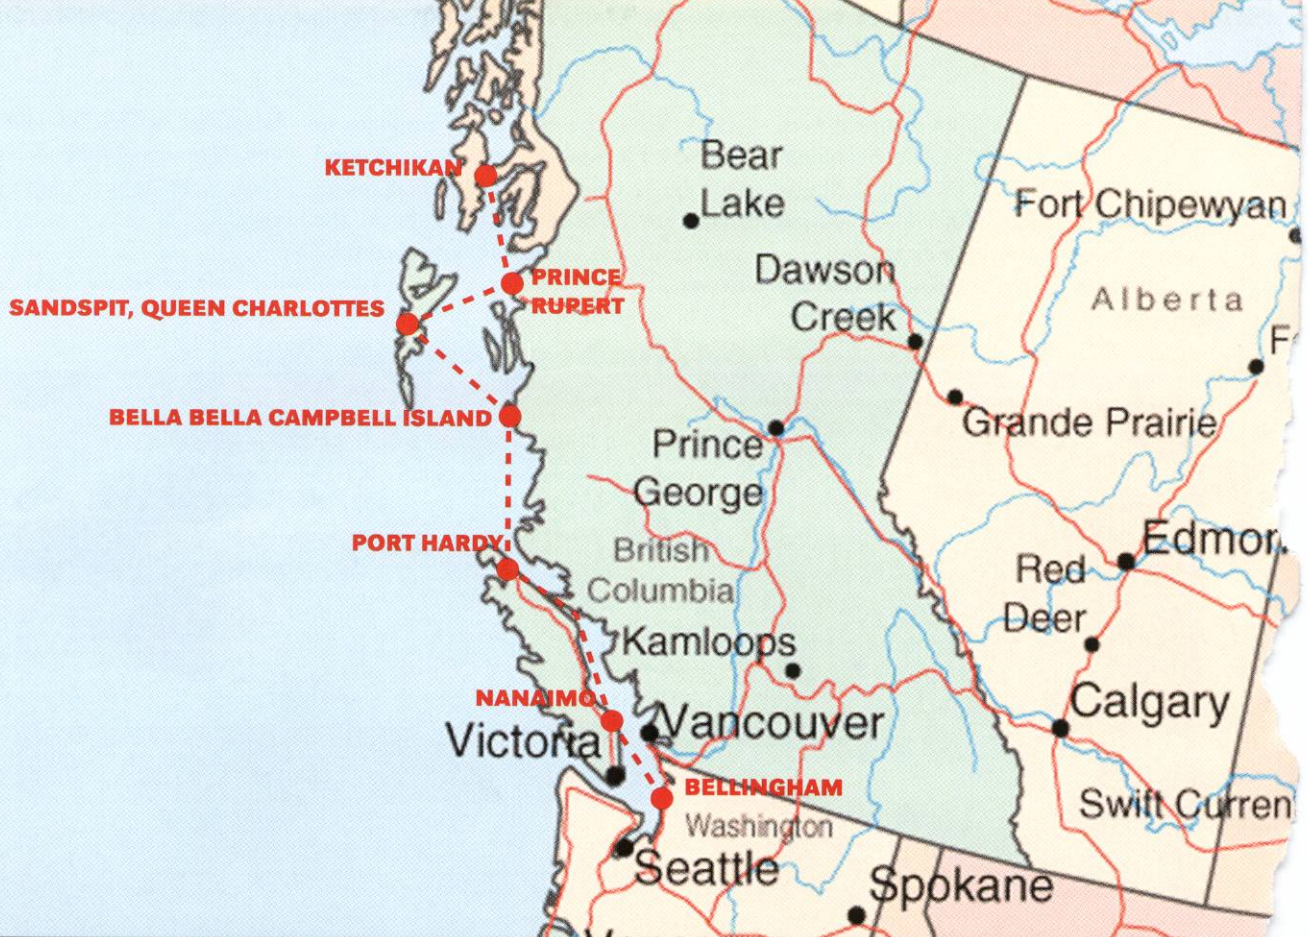 Bear
Lake
KETCHIKAN
Fort Chipewyan
PRINCE
RUPERT
Dawson
Creek
Alberta
SANDSPIT, QUEEN CHARLOTTES
BELLA BELLA CAMPBELL ISLAND
Grande Prairie
Prince
George
PORT HARDY
British
Columbia
Edmon
Red
Deer
Kamloops
NANAIMO
Victoria
Vancouver
Calgary
BELLINGHAM
Washington
Swift Curren
Seattle
Spokane